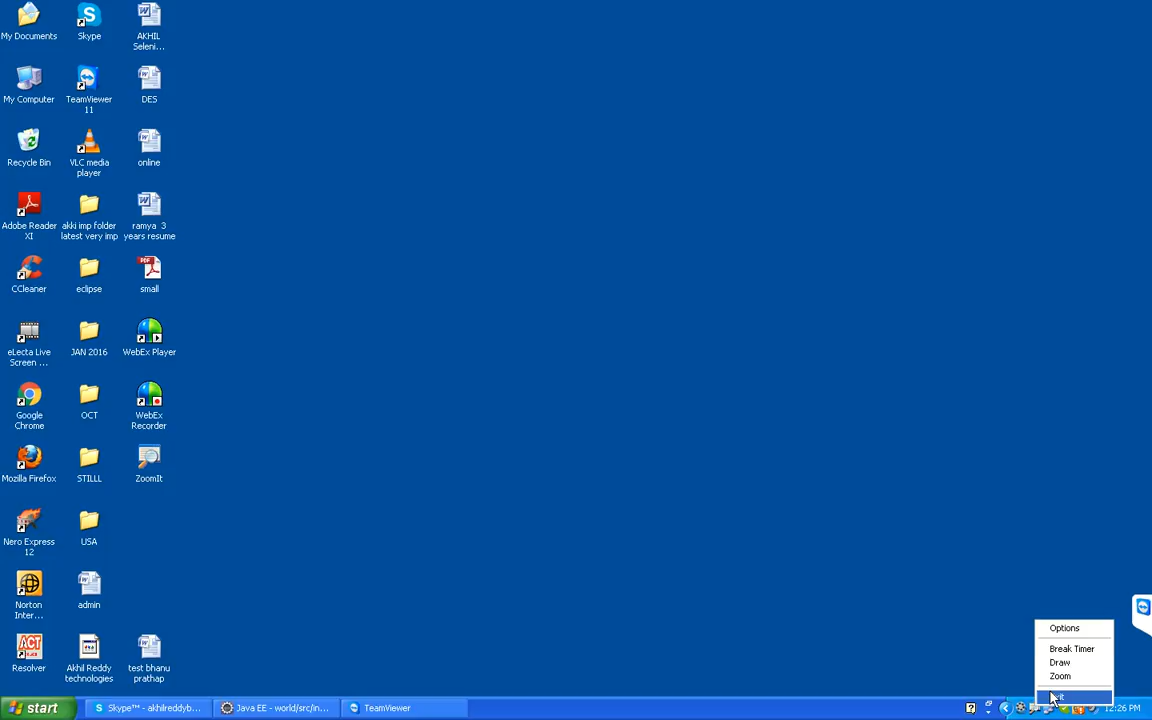 My Documents
Skype
AKHIL
Seleni...
My Computer
TeamViewer
11
DES
Recycle Bin
VLC media
player
online
Adobe Reader
XI
akki imp folder
latest very imp
ramya 3
years resume
CCleaner
eclipse
small
eLecta Live
Screen ...
JAN 2016
WebEx Player
Google
Chrome
OCT
WebEx
Recorder
Mozilla Firefox
STILLL
ZoomIt
Nero Express
12
USA
Norton
Inter...
admin
ACT
Resolver
Akhil Reddy
technologies
test bhanu
prathap
Options
Break Timer
Draw
Zoom
start
Skype™ - akhilreddyb...
Java EE - world/src/in...
TeamViewer
12:26 PM